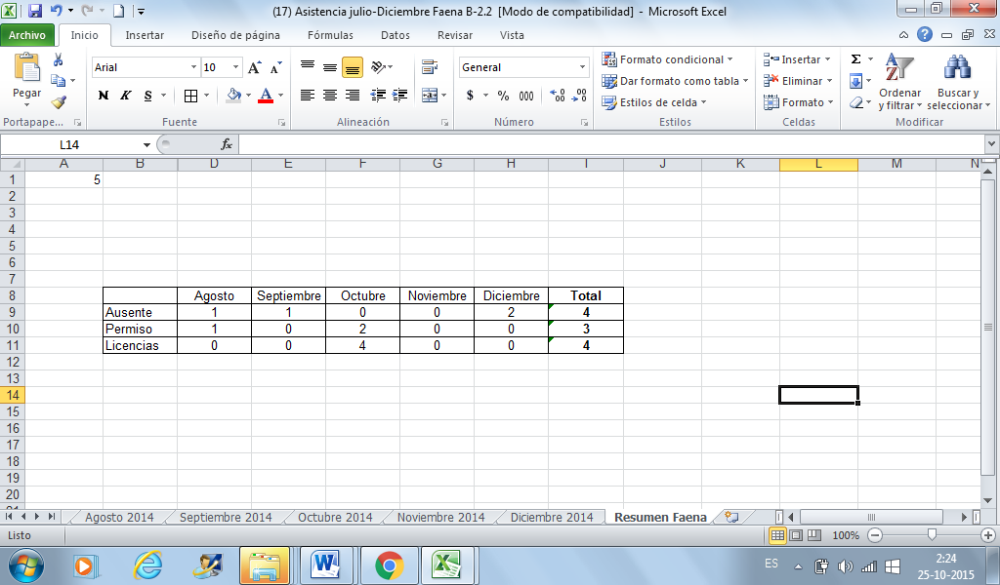 (17) Asistencia julio-Diciembre Faena B-2.2 [Modo de compatibilidad] - Microsoft Excel
Archivo Inicio Insertar Diseño de página Fórmulas Datos Revisar Vista
Pegar
Portapape...
Arial 10
N K S
Fuente
Alineación
General
$ % 000
Número
Formato condicional
Dar formato como tabla
Estilos de celda
Estilos
Insertar
Eliminar
Formato
Celdas
Σ
Ordenar y filtrar
Buscar y seleccionar
Modificar
L14 fx
A B D E F G H I J K L M N
1 5
2
3
4
5
6
7
8 Agosto Septiembre Octubre Noviembre Diciembre Total
9 Ausente 1 1 0 0 2 4
10 Permiso 1 0 2 0 0 3
11 Licencias 0 0 4 0 0 4
12
13
14
15
16
17
18
19
20
21
Agosto 2014 Septiembre 2014 Octubre 2014 Noviembre 2014 Diciembre 2014 Resumen Faena
Listo 100%
ES 2:24
25-10-2015